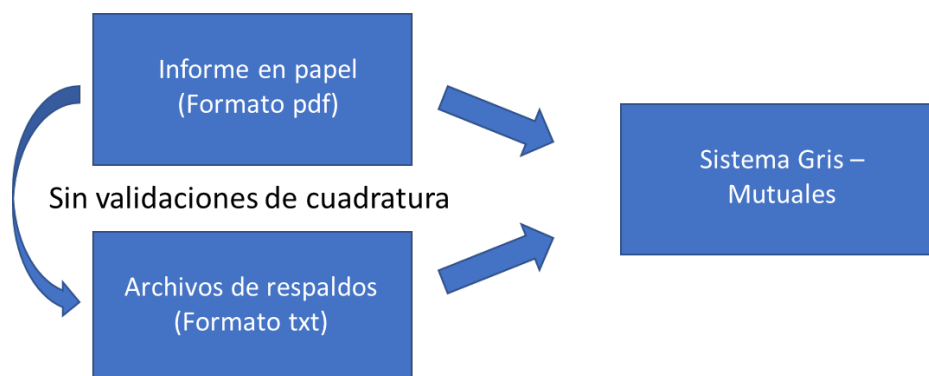 Informe en papel
(Formato pdf)
Sin validaciones de cuadratura
Archivos de respaldos
(Formato txt)
Sistema Gris –
Mutuales